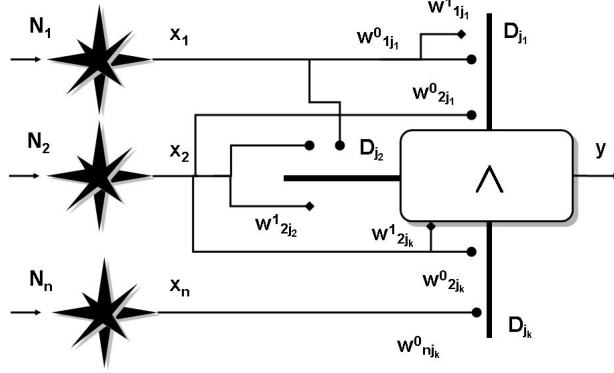 W¹1j₁
N₁ x₁ W⁰1j₁ Dj₁
W⁰2j₁
N₂ x₂ Dj₂ ∧ y
W¹2j₂ W¹2jₖ
Nₙ xₙ W⁰2jₖ
Djₖ
W⁰njₖ